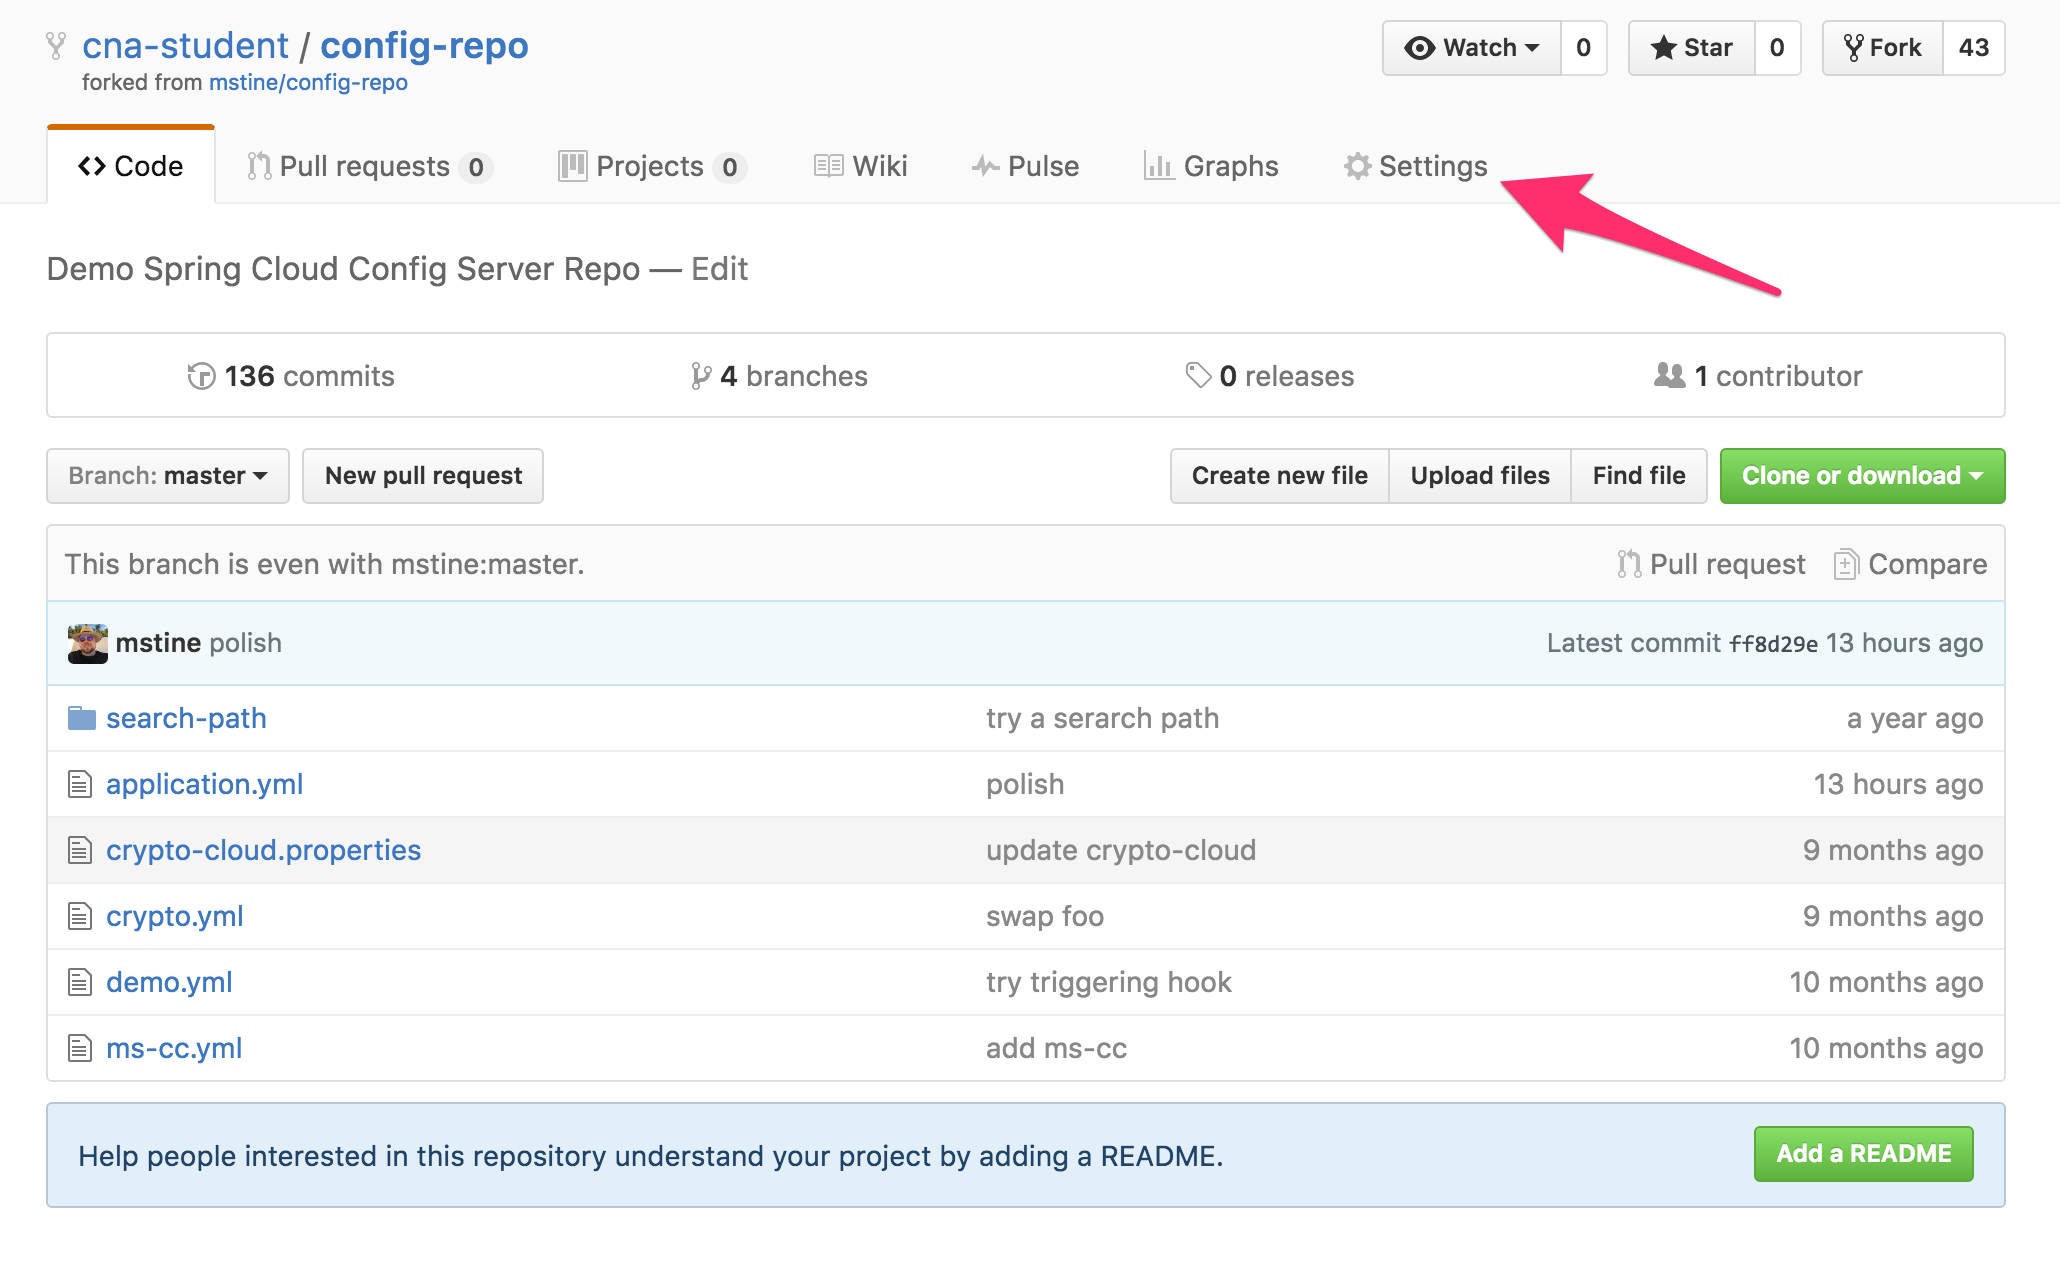 cna-student / config-repo
forked from mstine/config-repo
Watch 0 Star 0 Fork 43
Code Pull requests 0 Projects 0 Wiki Pulse Graphs Settings
Demo Spring Cloud Config Server Repo — Edit
136 commits 4 branches 0 releases 1 contributor
Branch: master New pull request Create new file Upload files Find file Clone or download
This branch is even with mstine:master. Pull request Compare
mstine polish Latest commit ff8d29e 13 hours ago
search-path try a serarch path a year ago
application.yml polish 13 hours ago
crypto-cloud.properties update crypto-cloud 9 months ago
crypto.yml swap foo 9 months ago
demo.yml try triggering hook 10 months ago
ms-cc.yml add ms-cc 10 months ago
Help people interested in this repository understand your project by adding a README. Add a README